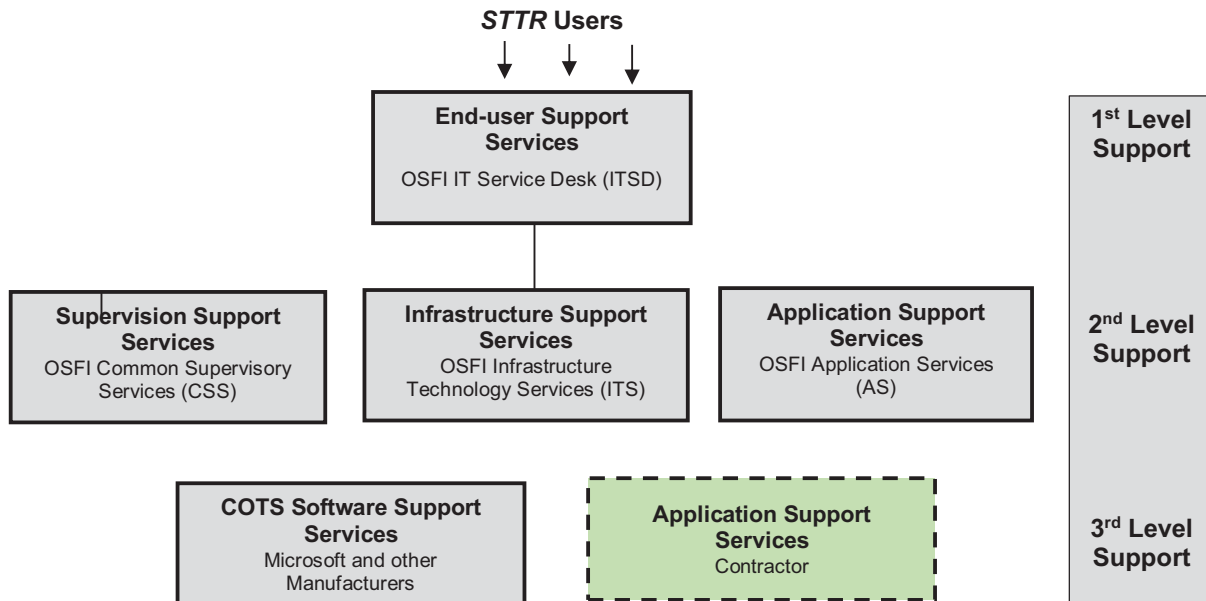 STTR Users
End-user Support
Services
OSFI IT Service Desk (ITSD)
1st Level
Support
Supervision Support
Services
OSFI Common Supervisory
Services (CSS)
Infrastructure Support
Services
OSFI Infrastructure
Technology Services (ITS)
Application Support
Services
OSFI Application Services
(AS)
2nd Level
Support
COTS Software Support
Services
Microsoft and other
Manufacturers
Application Support
Services
Contractor
3rd Level
Support